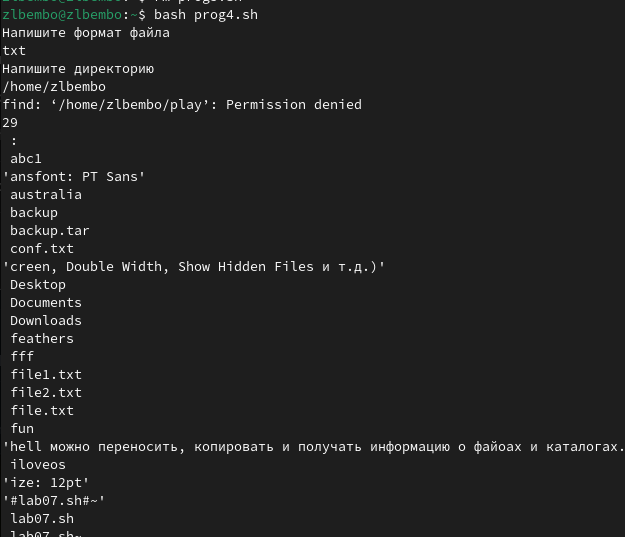 zlbembo@zlbembo:~$ bash prog4.sh
Напишите формат файла
txt
Напишите директорию
/home/zlbembo
find: ‘/home/zlbembo/play’: Permission denied
29
:
abc1
'ansfont: PT Sans'
australia
backup
backup.tar
conf.txt
'creen, Double Width, Show Hidden Files и т.д.)'
Desktop
Documents
Downloads
feathers
fff
file1.txt
file2.txt
file.txt
fun
'hell можно переносить, копировать и получать информацию о файоах и каталогах.
iloveos
'ize: 12pt'
'#lab07.sh#~'
lab07.sh
lab07.sh~